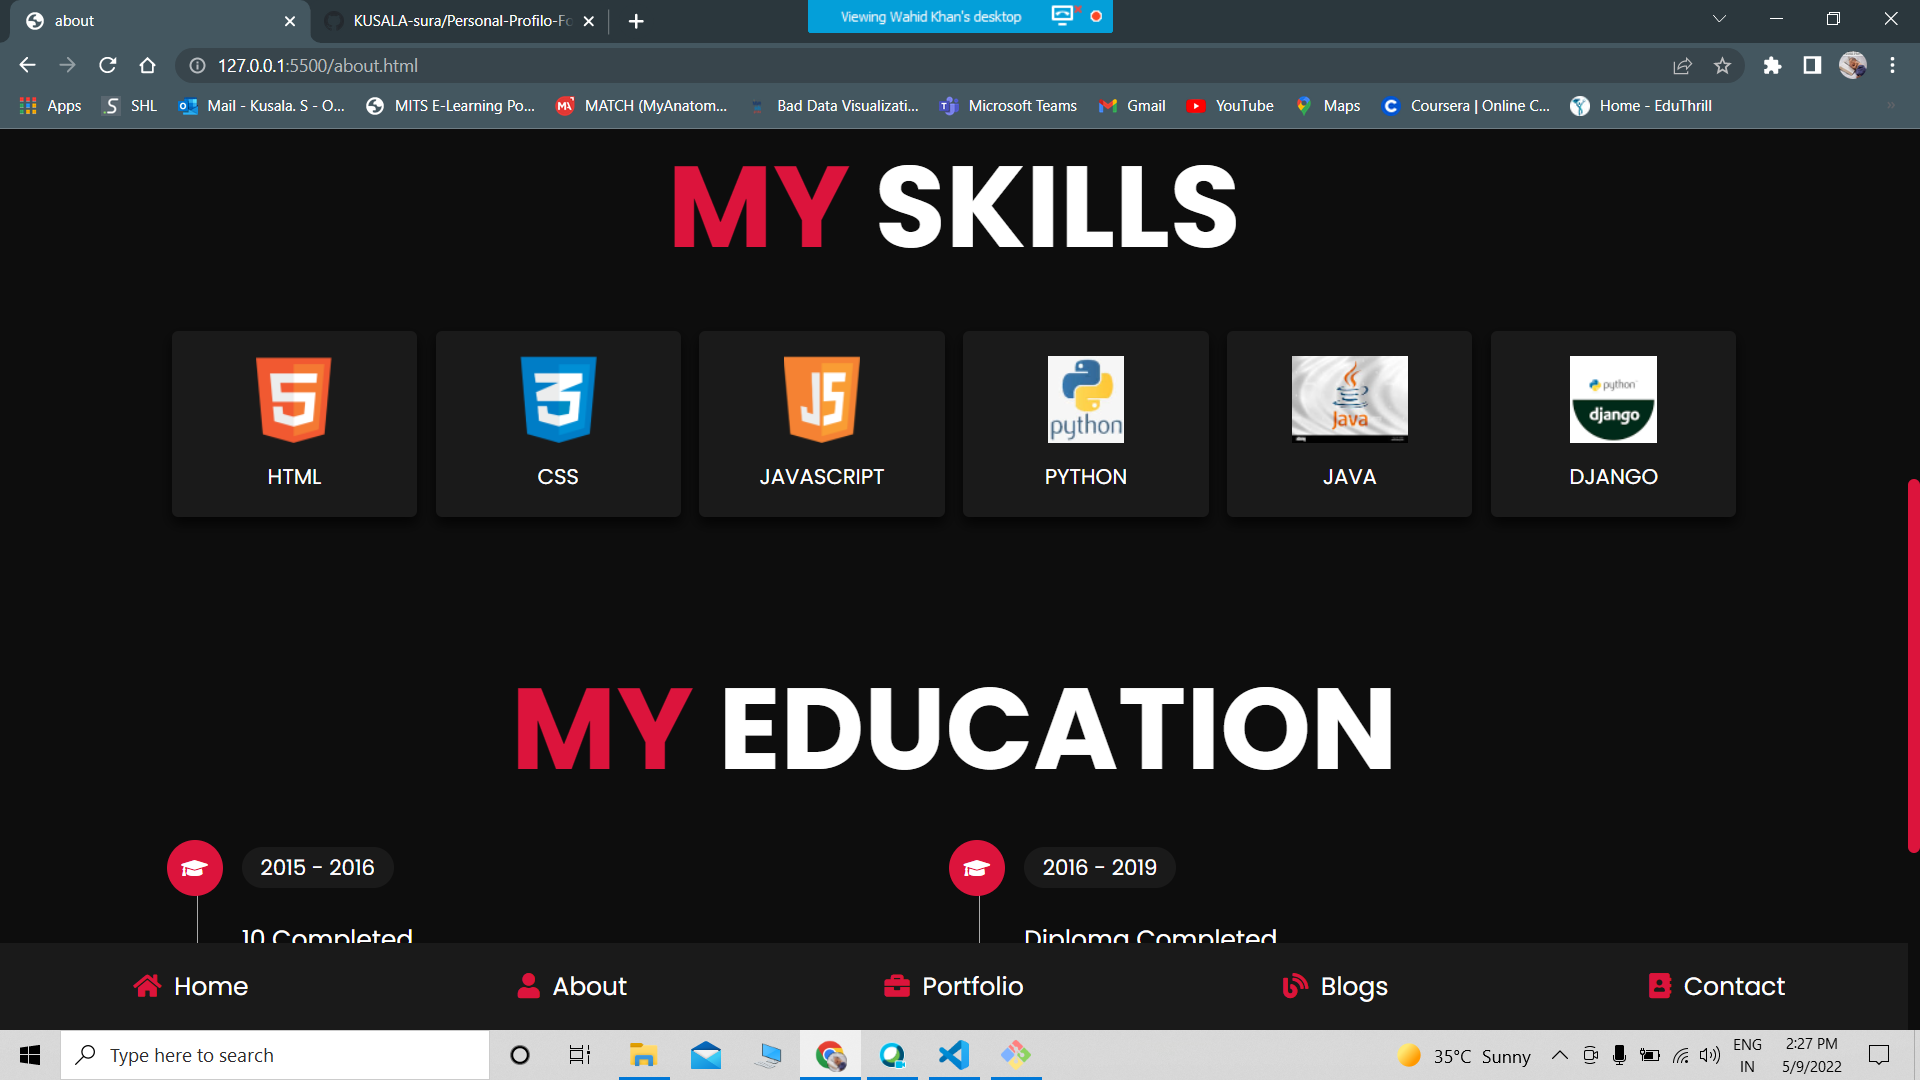 about
KUSALA-sura/Personal-Profilo-Fo
Viewing Wahid Khan's desktop
127.0.0.1:5500/about.html
Apps
SHL
Mail - Kusala. S - O...
MITS E-Learning Po...
MATCH (MyAnatom...
Bad Data Visualizati...
Microsoft Teams
Gmail
YouTube
Maps
Coursera | Online C...
Home - EduThrill
MY SKILLS
5
3
JS
python
Java
python
django
HTML
CSS
JAVASCRIPT
PYTHON
JAVA
DJANGO
MY EDUCATION
2015 - 2016
2016 - 2019
10 Completed
Diploma Completed
Home
About
Portfolio
Blogs
Contact
Type here to search
35°C Sunny
ENG
IN
2:27 PM
5/9/2022